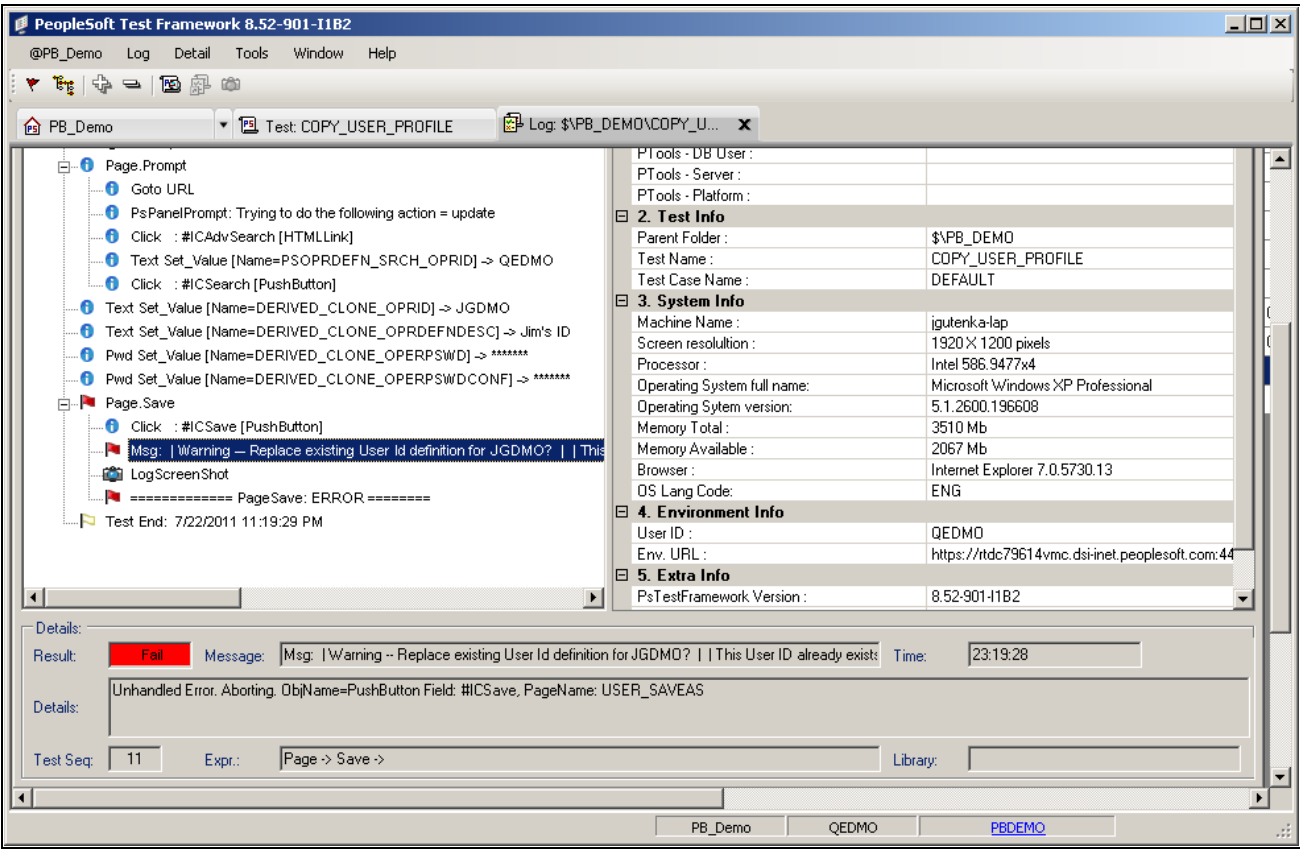 PeopleSoft Test Framework 8.52-901-I1B2
@PB_Demo Log Detail Tools Window Help
PB_Demo Test: COPY_USER_PROFILE Log: $\PB_DEMO\COPY_U... X
Page.Prompt
Goto URL
PsPanelPrompt: Trying to do the following action = update
Click : #ICAdvSearch [HTMLLink]
Text Set_Value [Name=PSOPRDEFN_SRCH_OPRID] -> QEDMO
Click : #ICSearch [PushButton]
Text Set_Value [Name=DERIVED_CLONE_OPRID] -> JGDMO
Text Set_Value [Name=DERIVED_CLONE_OPRDEFNDESC] -> Jim's ID
Pwd Set_Value [Name=DERIVED_CLONE_OPERPSWD] -> *******
Pwd Set_Value [Name=DERIVED_CLONE_OPERPSWDCONF] -> *******
Page.Save
Click : #ICSave [PushButton]
Msg: | Warning -- Replace existing User Id definition for JGDMO? | | This
LogScreenShot
============= PageSave: ERROR ========
Test End: 7/22/2011 11:19:29 PM
PTools - DB User :
PTools - Server :
PTools - Platform :
2. Test Info
Parent Folder : $\PB_DEMO
Test Name : COPY_USER_PROFILE
Test Case Name : DEFAULT
3. System Info
Machine Name : jgutenka-lap
Screen resolultion : 1920 X 1200 pixels
Processor : Intel 586.9477x4
Operating System full name: Microsoft Windows XP Professional
Operating Sytem version: 5.1.2600.196608
Memory Total : 3510 Mb
Memory Available : 2067 Mb
Browser : Internet Explorer 7.0.5730.13
OS Lang Code: ENG
4. Environment Info
User ID : QEDMO
Env. URL : https://rtdc79614vmc.dsi-inet.peoplesoft.com:44
5. Extra Info
PsTestFramework Version : 8.52-901-I1B2
Details:
Result: Fail Message: Msg: | Warning -- Replace existing User Id definition for JGDMO? | | This User ID already exists Time: 23:19:28
Details: Unhandled Error. Aborting. ObjName=PushButton Field: #ICSave, PageName: USER_SAVEAS
Test Seq: 11 Expr.: Page -> Save -> Library:
PB_Demo QEDMO PBDEMO